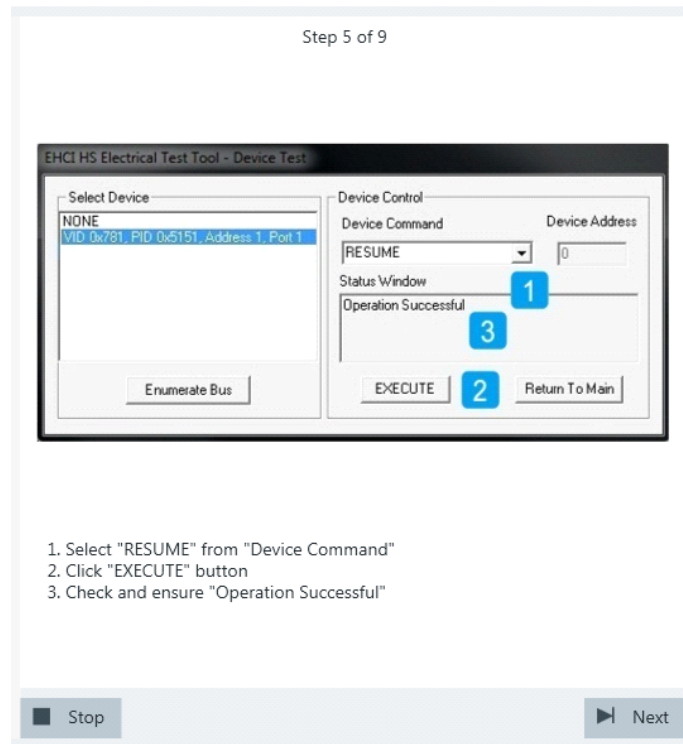 Step 5 of 9
EHCI HS Electrical Test Tool - Device Test
Select Device
NONE
VID 0x781, PID 0x5151, Address 1, Port 1
Enumerate Bus
Device Control
Device Command Device Address
RESUME 0
Status Window
1
Operation Successful
3
EXECUTE 2 Return To Main
1. Select "RESUME" from "Device Command"
2. Click "EXECUTE" button
3. Check and ensure "Operation Successful"
Stop Next